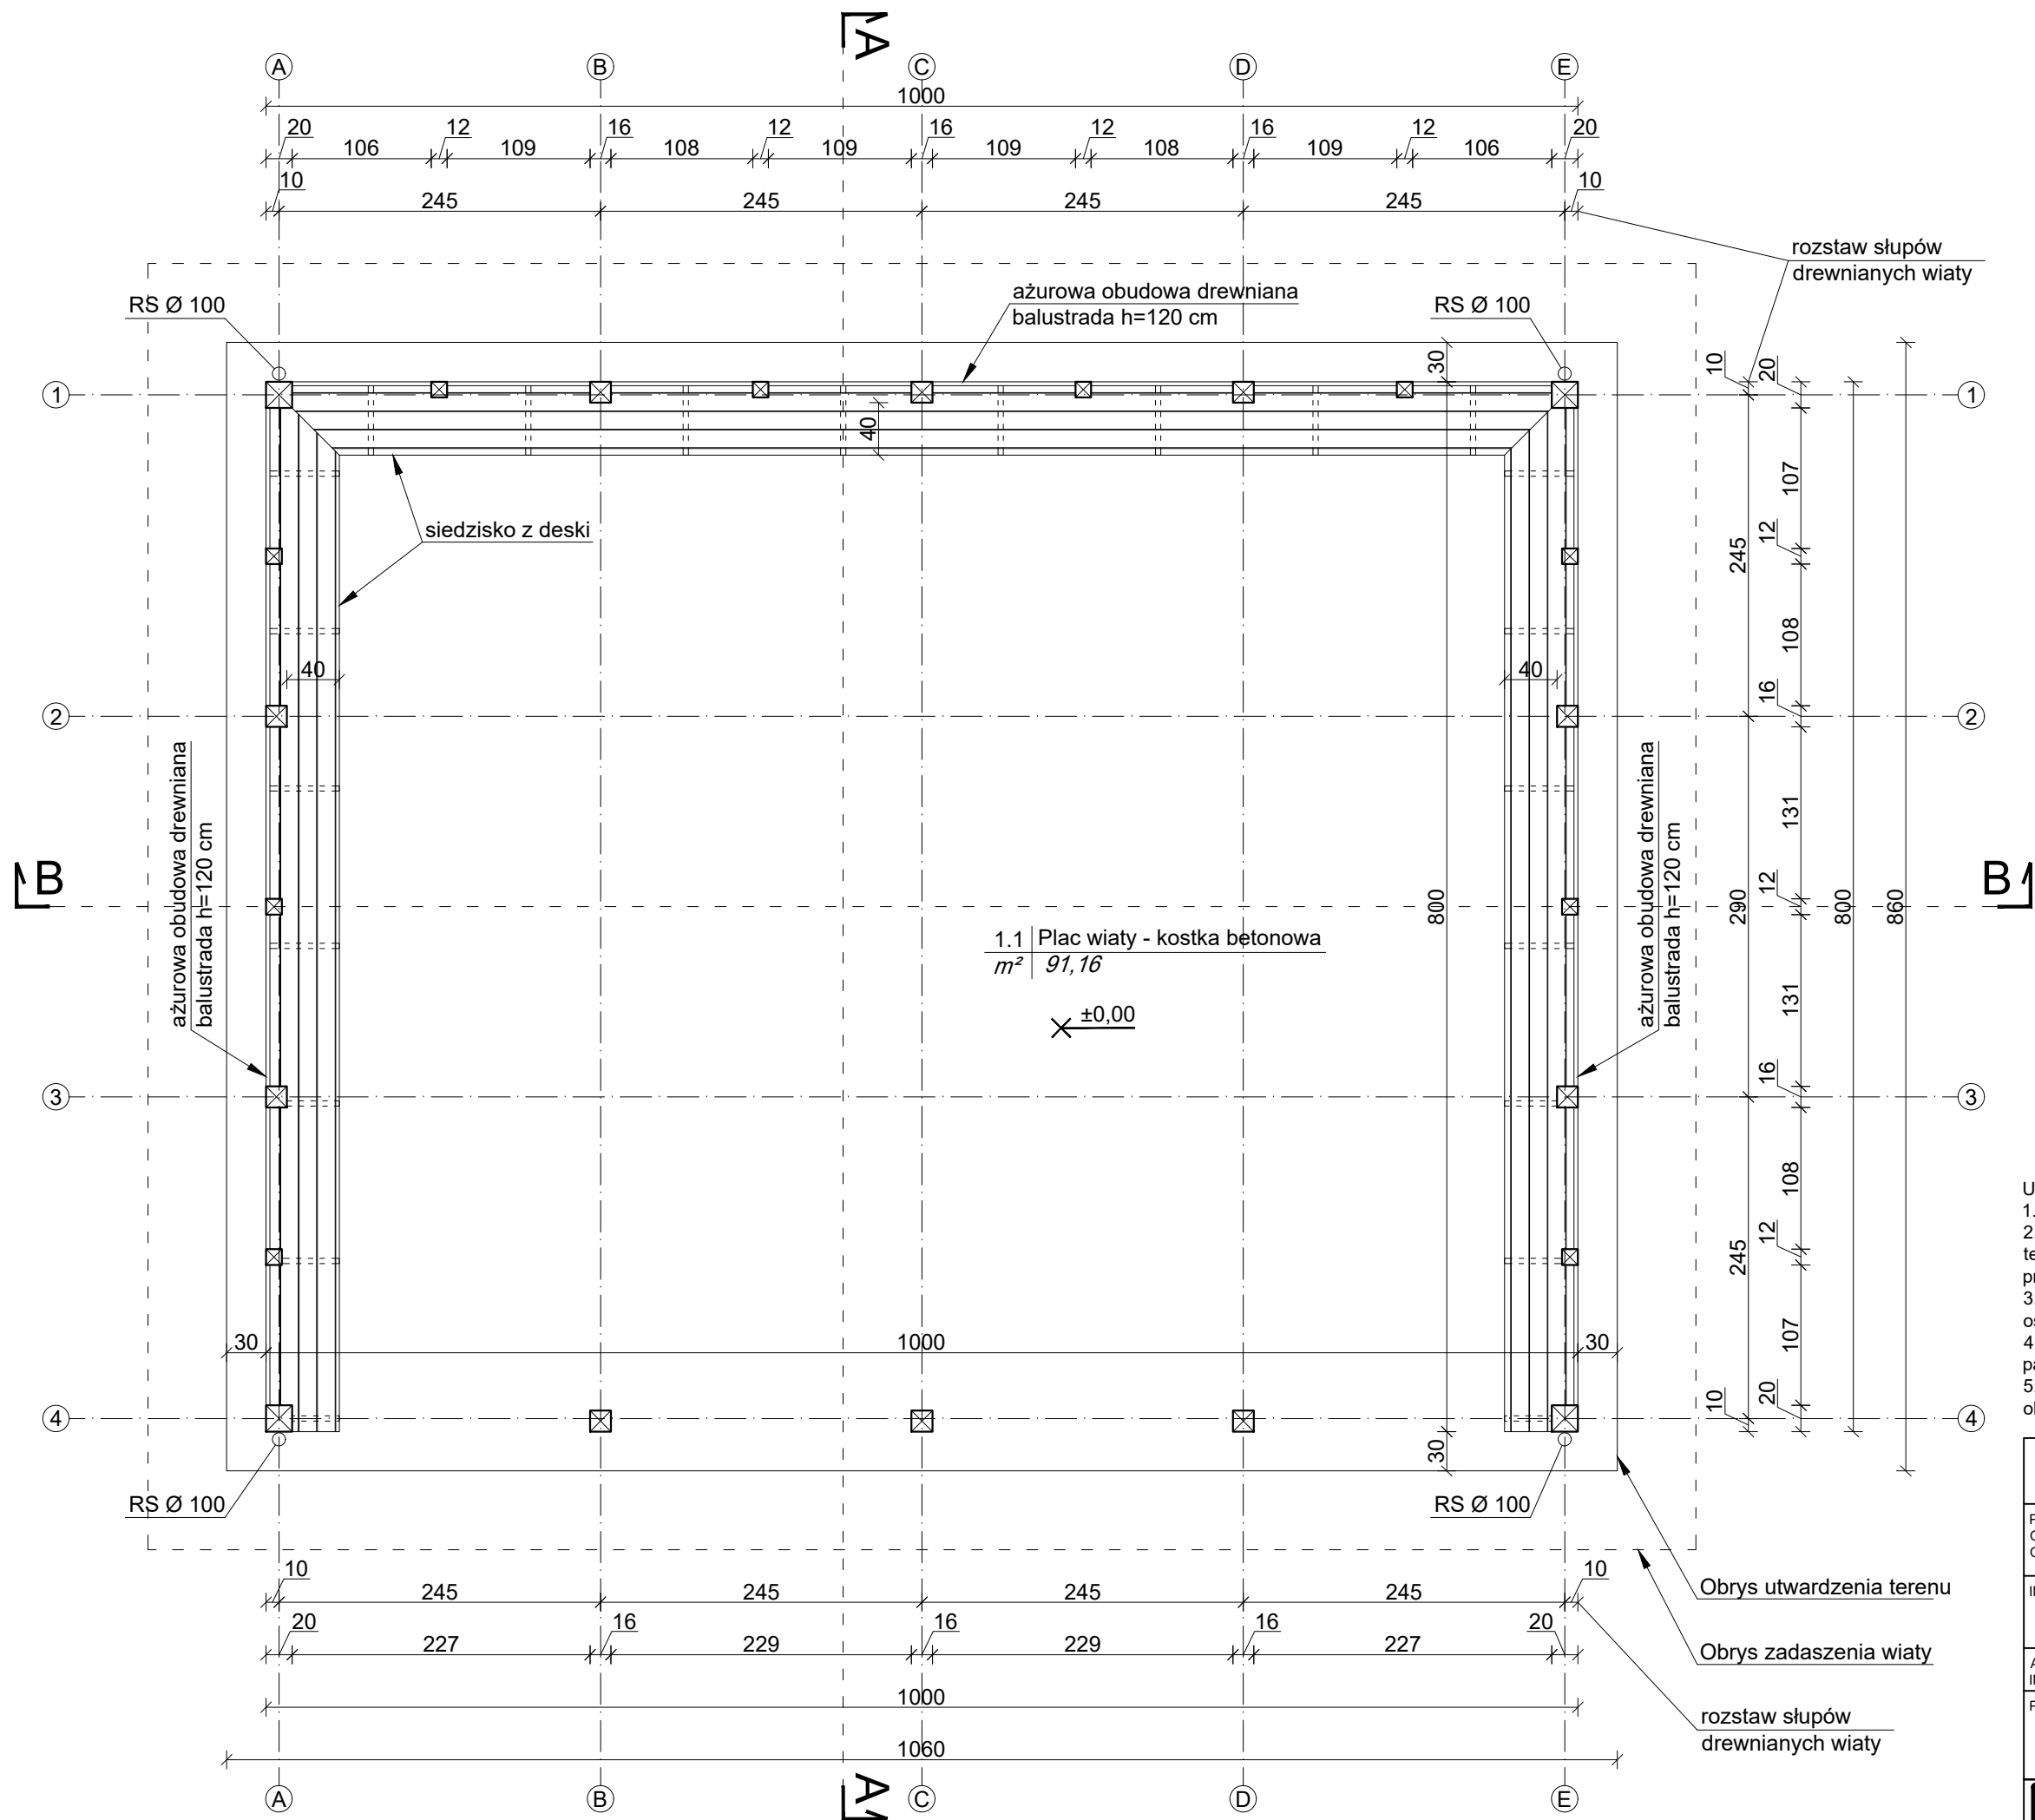 A
A B C D E
1000
20 12 16 12 16 12 16 12 20
106 109 108 109 109 108 109 106
10 10
245 245 245 245
rozstaw słupów
drewnianych wiaty
ażurowa obudowa drewniana
balustrada h=120 cm
RS Ø 100
RS Ø 100
30
10
20
1
1
40
107
siedzisko z deski
12
245
108
40
40
16
2
2
ażurowa obudowa drewniana
balustrada h=120 cm
ażurowa obudowa drewniana
balustrada h=120 cm
131
B
B
800
290
12
800
860
1.1 Plac wiaty - kostka betonowa
m² 91,16
±0,00
131
16
3
3
108
12
245
107
30 1000 30
10
20
4
4
30
RS Ø 100
RS Ø 100
10 10
245 245 245 245
Obrys utwardzenia terenu
20 16 16 16 20
227 229 229 227
Obrys zadaszenia wiaty
1000
rozstaw słupów
drewnianych wiaty
1060
A
A B C D E
1.
2.